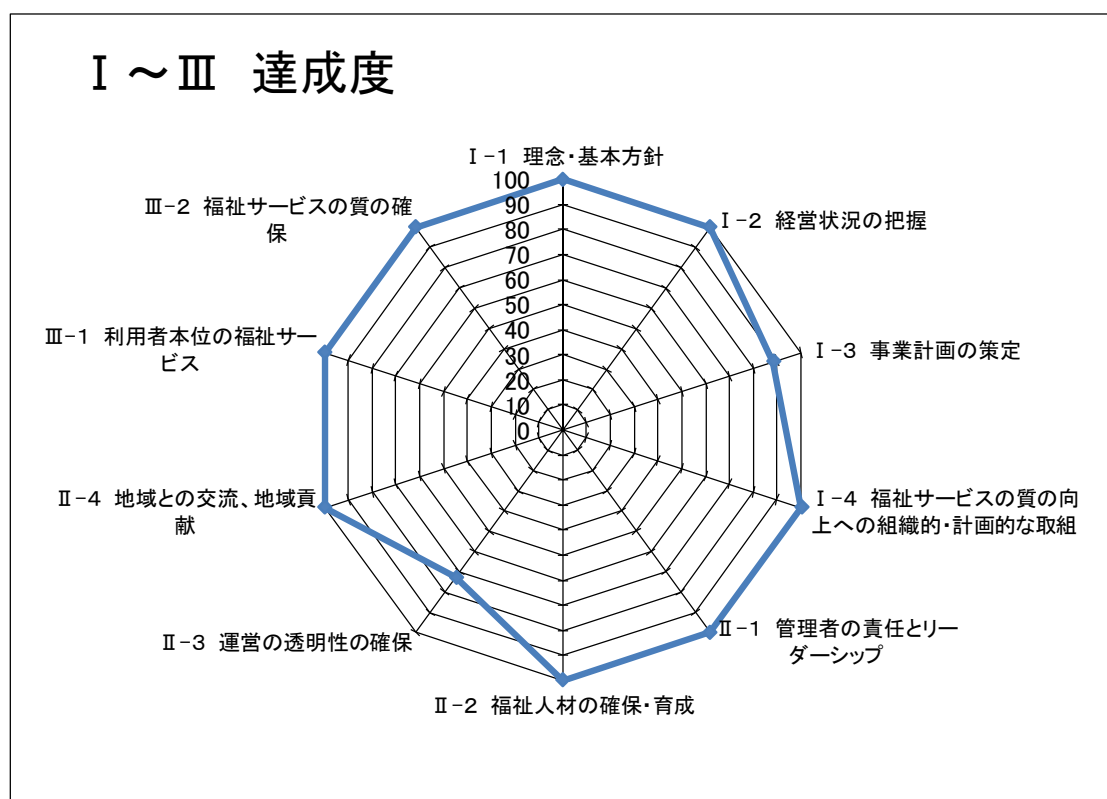 Ⅰ～Ⅲ 達成度
Ⅰ-1 理念・基本方針
100
90
80
70
60
50
40
30
20
10
0
Ⅰ-2 経営状況の把握
Ⅰ-3 事業計画の策定
Ⅰ-4 福祉サービスの質の向
上への組織的・計画的な取組
Ⅱ-1 管理者の責任とリー
ダーシップ
Ⅱ-2 福祉人材の確保・育成
Ⅱ-3 運営の透明性の確保
Ⅱ-4 地域との交流、地域貢
献
Ⅲ-1 利用者本位の福祉サー
ビス
Ⅲ-2 福祉サービスの質の確
保